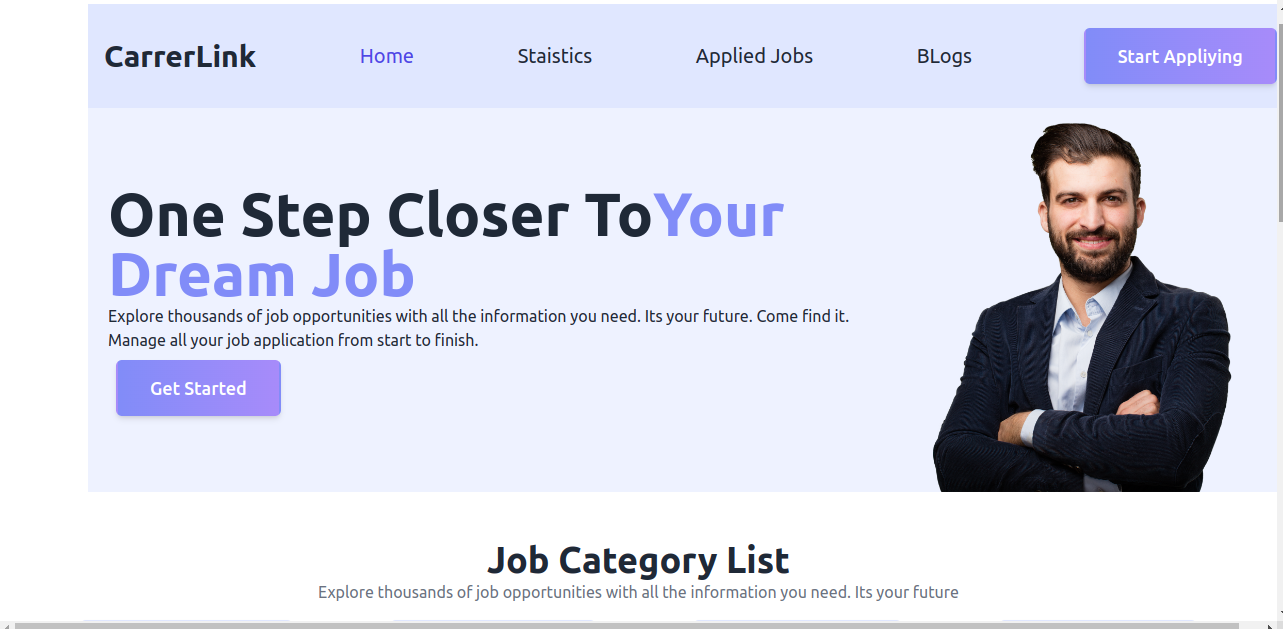 CarrerLink
Home
Staistics
Applied Jobs
BLogs
Start Appliying
One Step Closer ToYour
Dream Job
Explore thousands of job opportunities with all the information you need. Its your future. Come find it.
Manage all your job application from start to finish.
Get Started
Job Category List
Explore thousands of job opportunities with all the information you need. Its your future